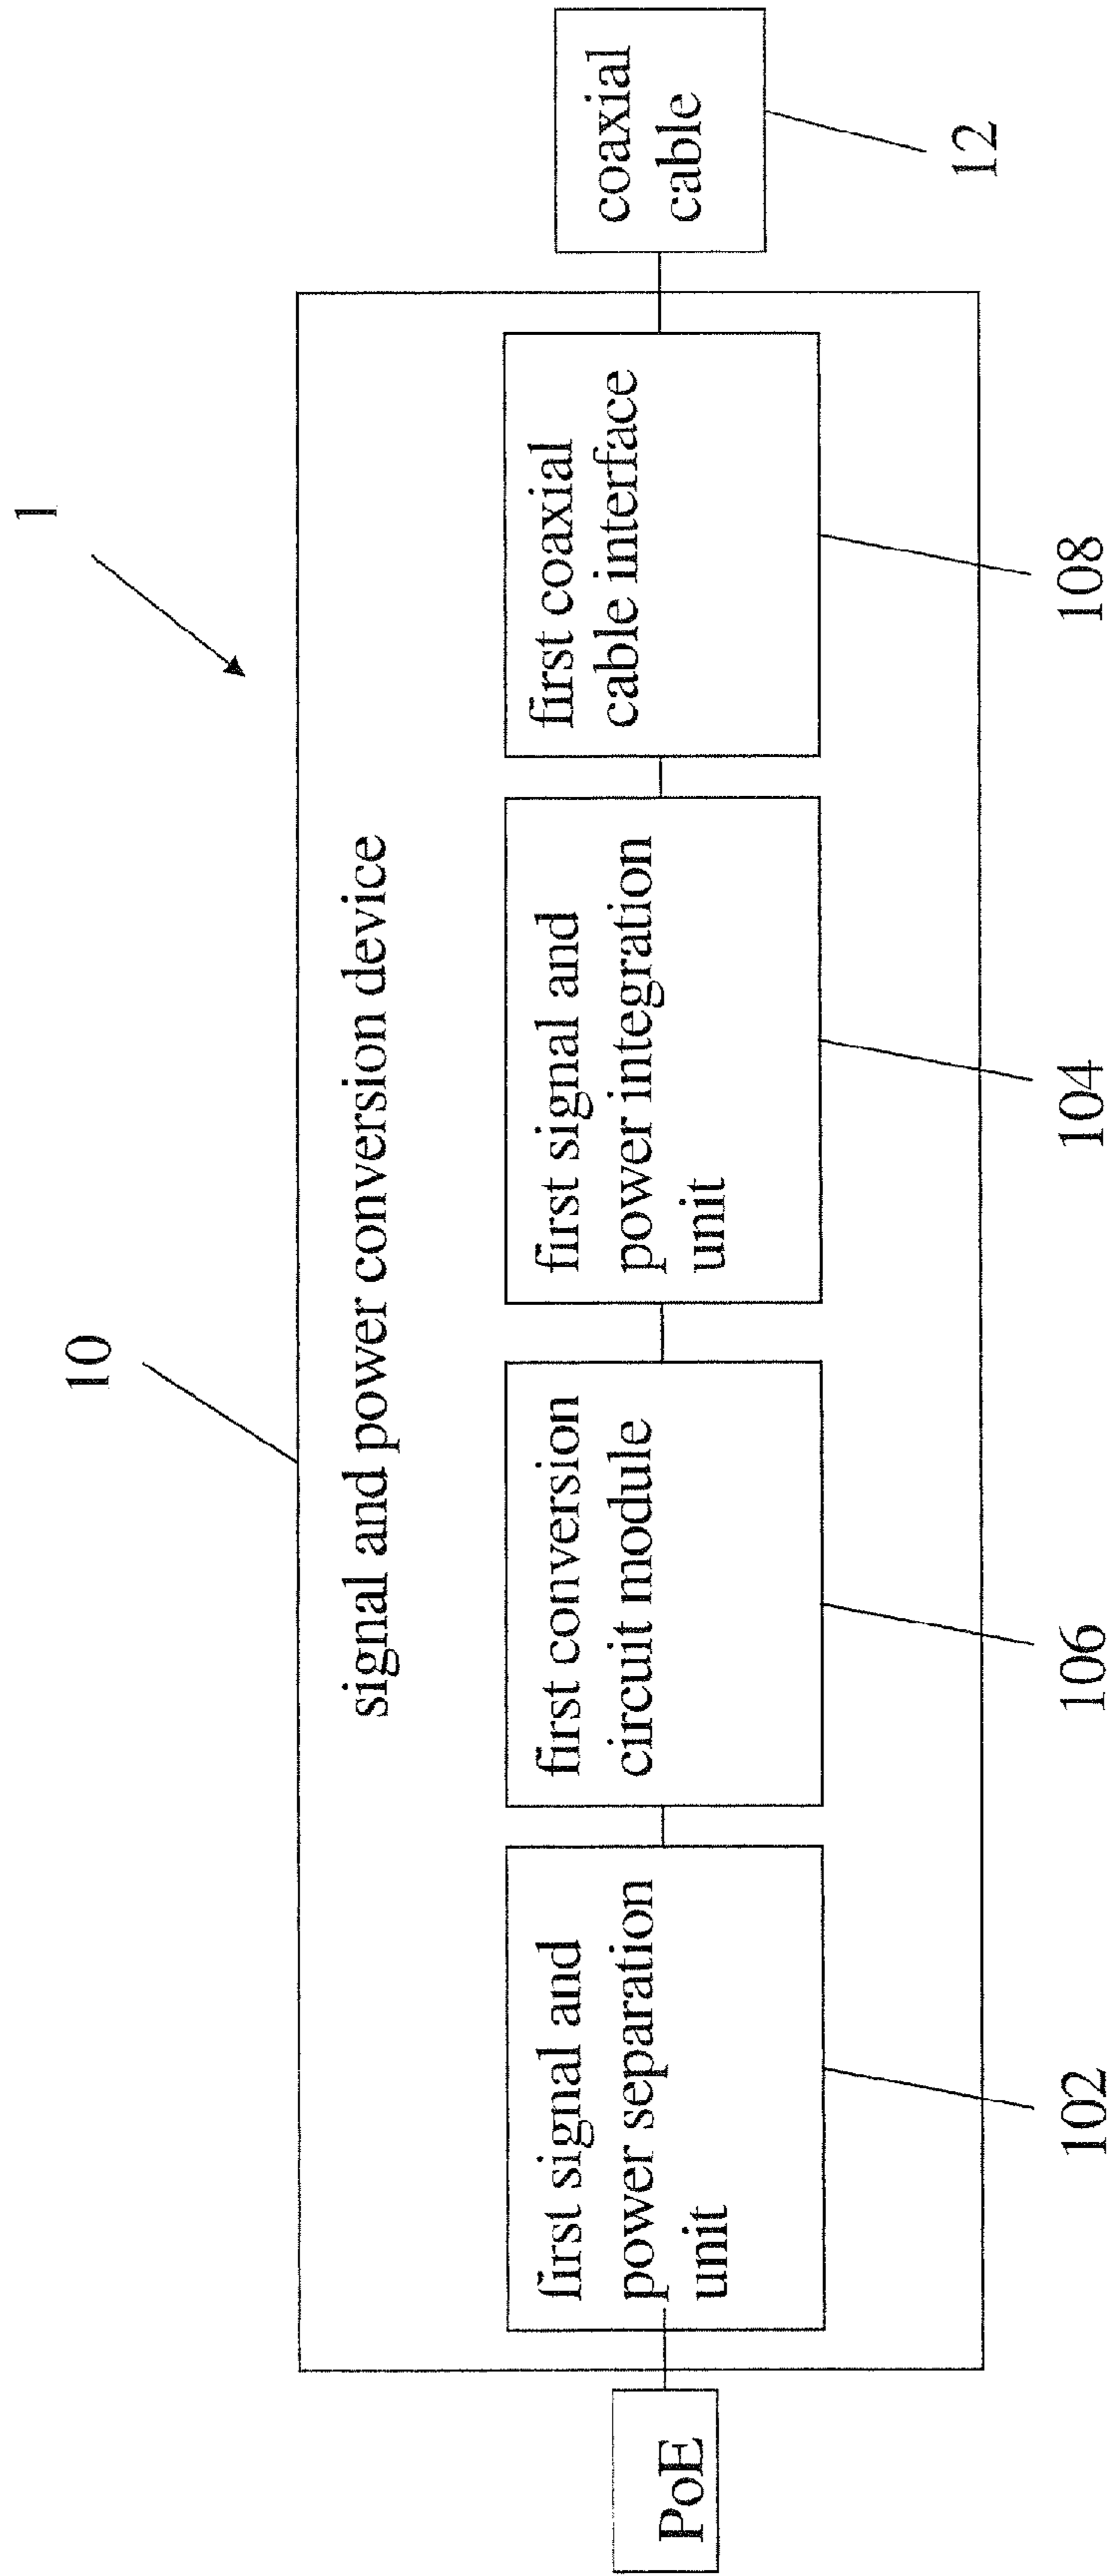 1
10
signal and power conversion device
PoE
first signal and
power separation
unit
first conversion
circuit module
first signal and
power integration
unit
first coaxial
cable interface
coaxial
cable
102
106
104
108
12